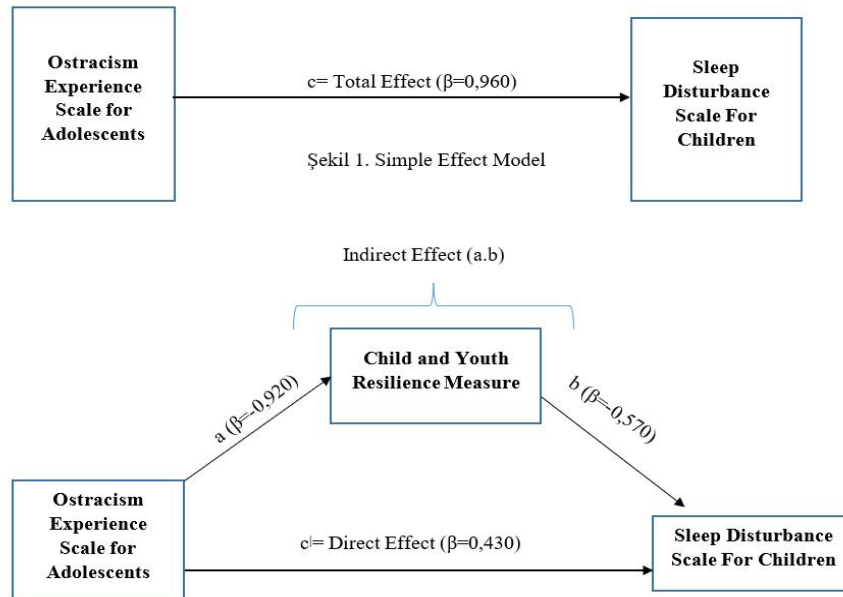 Ostracism
Experience
Scale for
Adolescents
c= Total Effect (β=0,960)
Sleep
Disturbance
Scale For
Children
Şekil 1. Simple Effect Model
Indirect Effect (a.b)
Child and Youth
Resilience Measure
a (β=-0,920)
b (β=-0,570)
Ostracism
Experience
Scale for
Adolescents
c|= Direct Effect (β=0,430)
Sleep Disturbance
Scale For Children